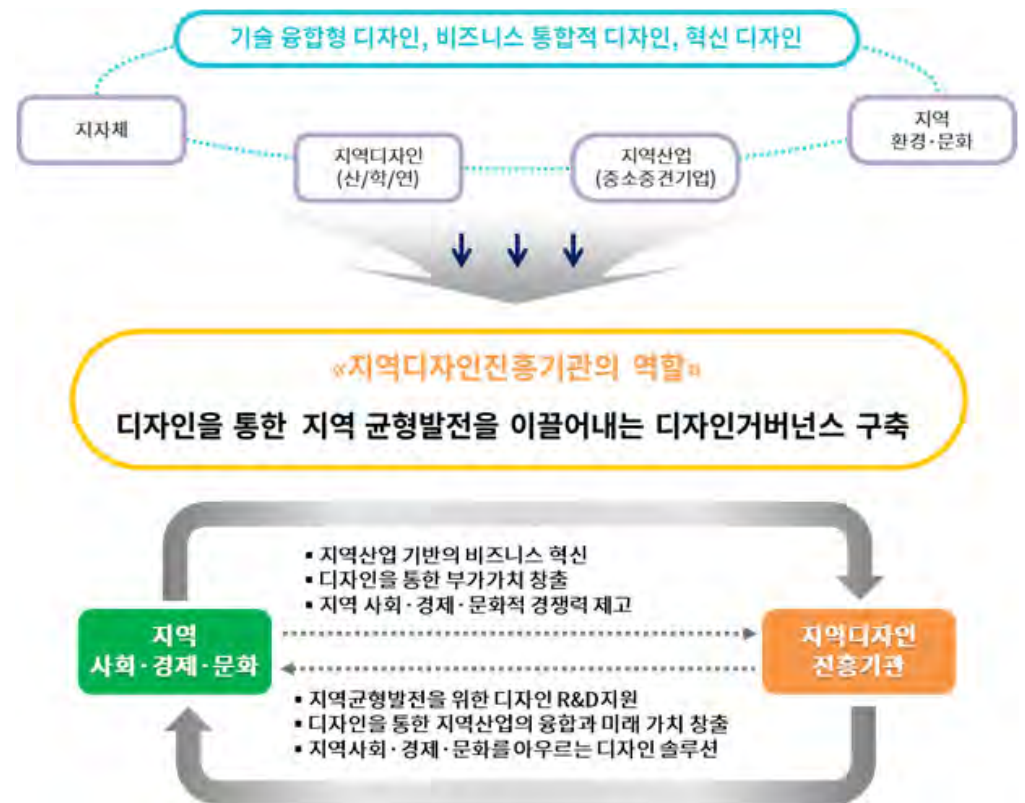 기술 융합형 디자인, 비즈니스 통합적 디자인, 혁신 디자인
지자체
지역디자인
(산/학/연)
지역산업
(중소중견기업)
지역
환경·문화
«지역디자인진흥기관의 역할»
디자인을 통한 지역 균형발전을 이끌어내는 디자인거버넌스 구축
▪ 지역산업 기반의 비즈니스 혁신
▪ 디자인을 통한 부가가치 창출
▪ 지역 사회·경제·문화적 경쟁력 제고
지역
사회·경제·문화
지역디자인
진흥기관
▪ 지역균형발전을 위한 디자인 R&D지원
▪ 디자인을 통한 지역산업의 융합과 미래 가치 창출
▪ 지역사회·경제·문화를 아우르는 디자인 솔루션